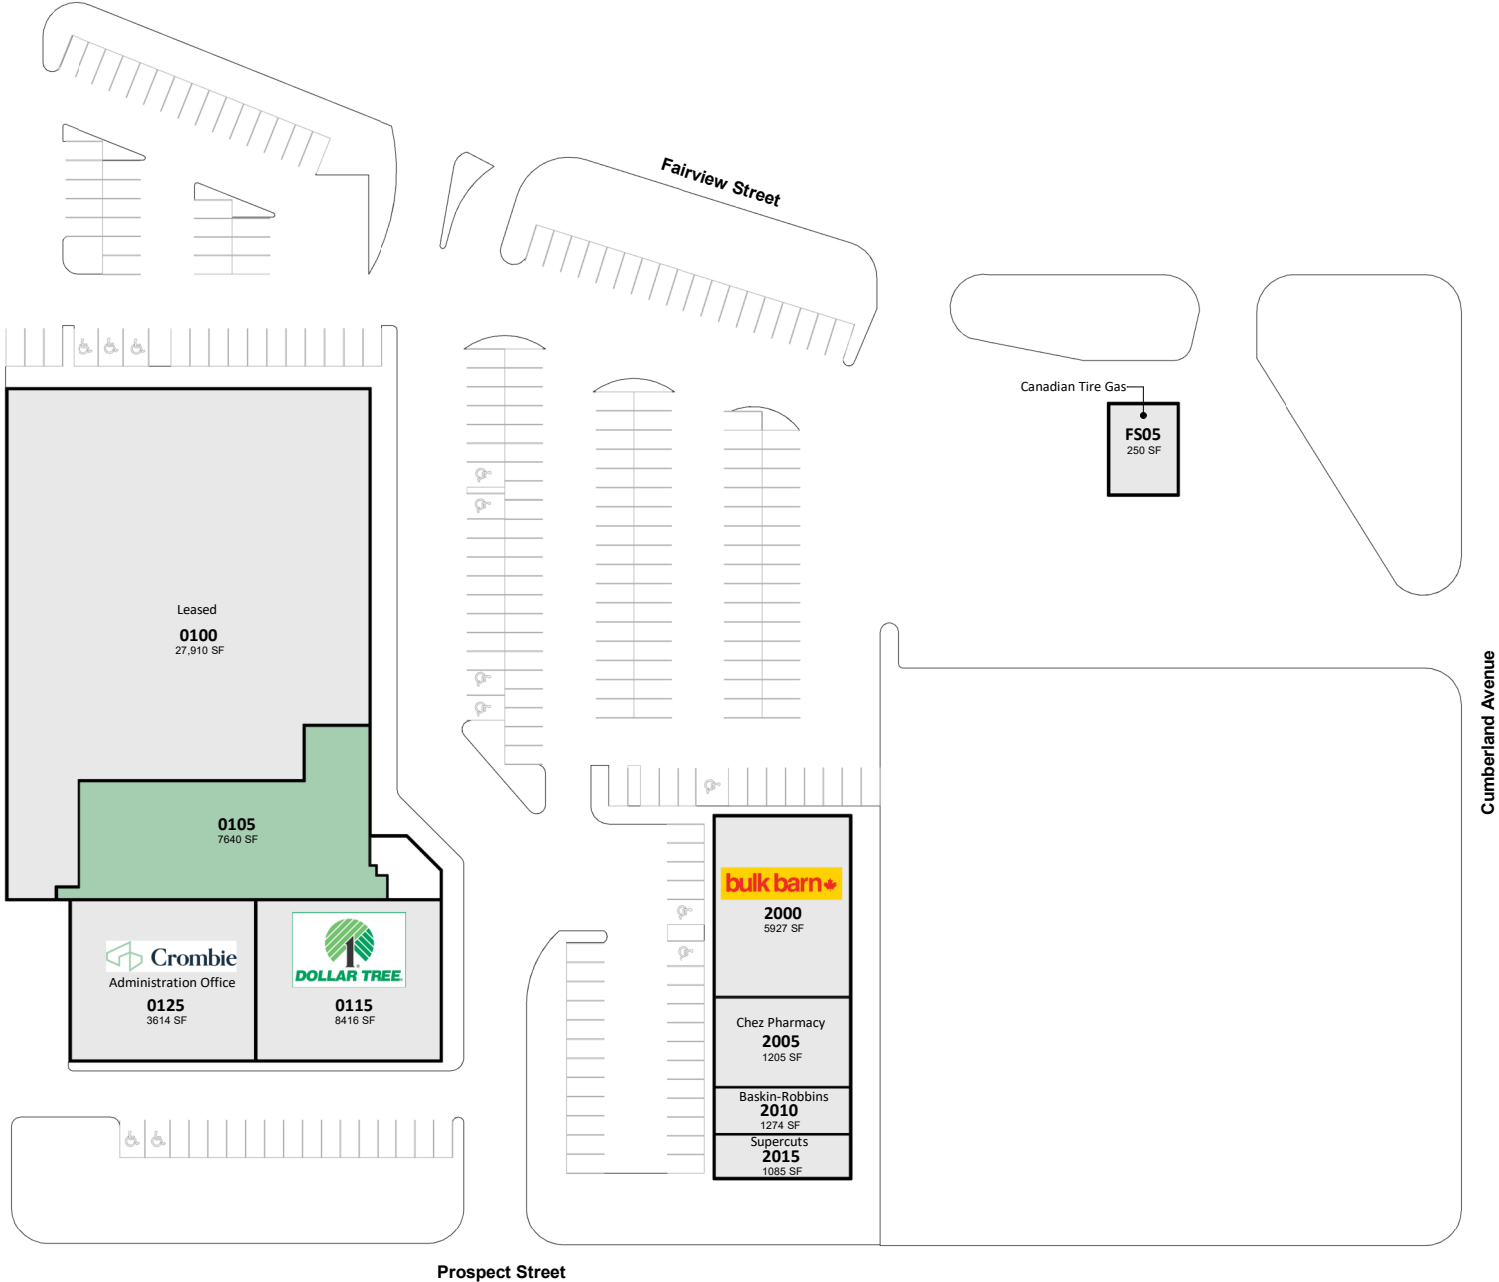 Fairview Street
Canadian Tire Gas
FS05
250 SF
Leased
0100
27,910 SF
Cumberland Avenue
0105
7640 SF
bulk barn
2000
5927 SF
Crombie
Administration Office
0125
3614 SF
DOLLAR TREE
0115
8416 SF
Chez Pharmacy
2005
1205 SF
Baskin-Robbins
2010
1274 SF
Supercuts
2015
1085 SF
Prospect Street